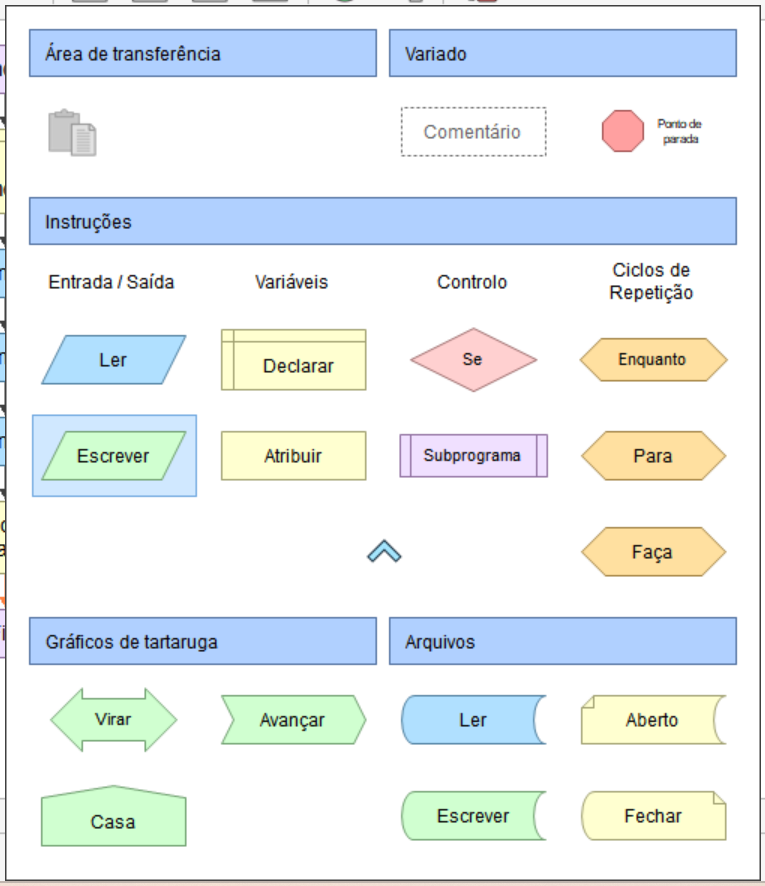 Área de transferência
Variado
Comentário
Ponto de
parada
Instruções
Entrada / Saída
Variáveis
Controlo
Ciclos de
Repetição
Ler
Declarar
Se
Enquanto
Escrever
Atribuir
Subprograma
Para
Faça
Gráficos de tartaruga
Arquivos
Virar
Avançar
Ler
Aberto
Casa
Escrever
Fechar